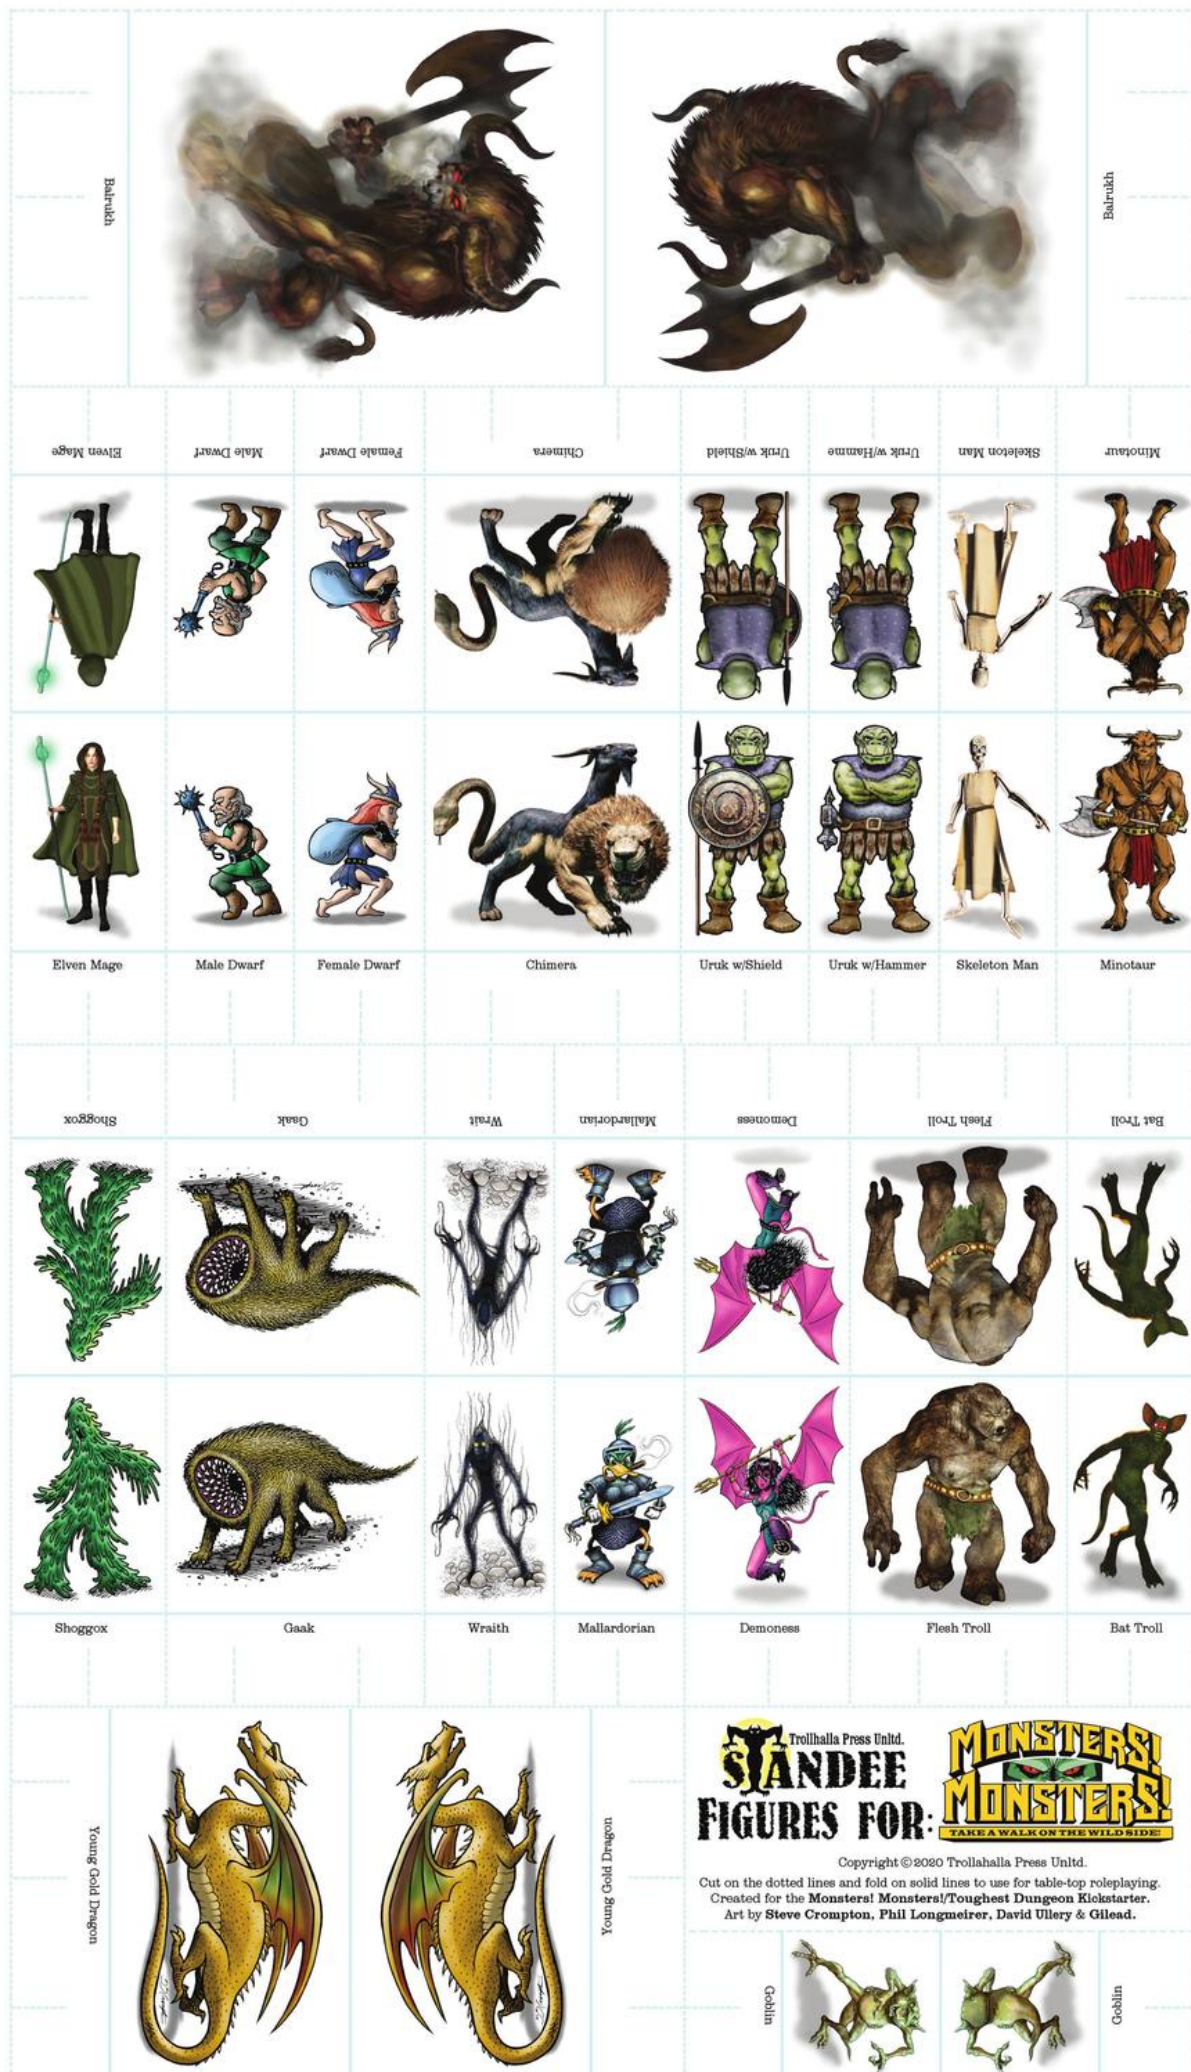 Balrukh
Balrukh
Elven Mage
Male Dwarf
Female Dwarf
Chimera
Uruk w/Shield
Uruk w/Hamme
Skeleton Man
Minotaur
Elven Mage
Male Dwarf
Female Dwarf
Chimera
Uruk w/Shield
Uruk w/Hammer
Skeleton Man
Minotaur
Shoggox
Gaak
Wrait
Mallardorian
Demoness
Flesh Troll
Bat Troll
Shoggox
Gaak
Wraith
Mallardorian
Demoness
Flesh Troll
Bat Troll
Young Gold Dragon
Young Gold Dragon
Trollhalla Press Unltd.
STANDEE
FIGURES FOR:
MONSTERS!
MONSTERS!
TAKE A WALK ON THE WILD SIDE!
Copyright ©2020 Trollahalla Press Unltd.
Cut on the dotted lines and fold on solid lines to use for table-top roleplaying.
Created for the Monsters! Monsters!/Toughest Dungeon Kickstarter.
Art by Steve Crompton, Phil Longmeirer, David Ullery & Gilead.
Goblin
Goblin